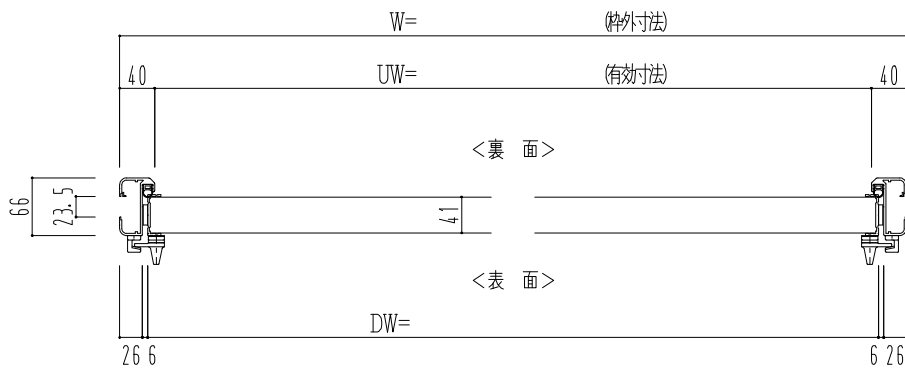 W= (枠外寸法)
40 UW= (有効寸法) 40
<裏 面>
66 23.5 41
<表 面>
DW=
26 6 6 26